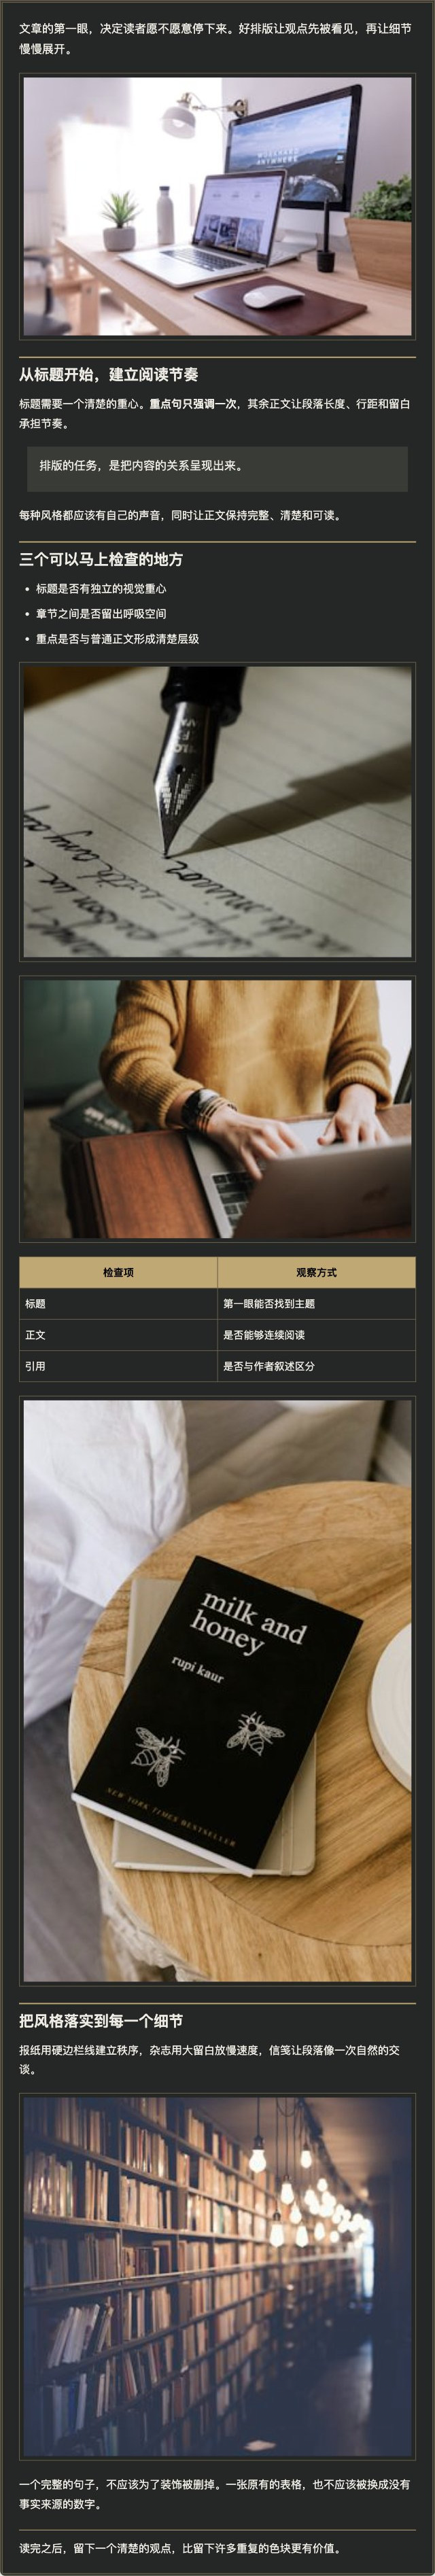 文章的第一眼，决定读者愿不愿意停下来。好排版让观点先被看见，再让细节
慢慢展开。
WORK HARD
ANYWHERE
从标题开始，建立阅读节奏
标题需要一个清楚的重心。重点句只强调一次，其余正文让段落长度、行距和留白
承担节奏。
排版的任务，是把内容的关系呈现出来。
每种风格都应该有自己的声音，同时让正文保持完整、清楚和可读。
三个可以马上检查的地方
• 标题是否有独立的视觉重心
• 章节之间是否留出呼吸空间
• 重点是否与普通正文形成清楚层级
检查项 观察方式
标题 第一眼能否找到主题
正文 是否能够连续阅读
引用 是否与作者叙述区分
milk and
honey
rupi kaur
NEW YORK TIMES BESTSELLER
把风格落实到每一个细节
报纸用硬边栏线建立秩序，杂志用大留白放慢速度，信笺让段落像一次自然的交
谈。
一个完整的句子，不应该为了装饰被删掉。一张原有的表格，也不应该被换成没有
事实来源的数字。
读完之后，留下一个清楚的观点，比留下许多重复的色块更有价值。